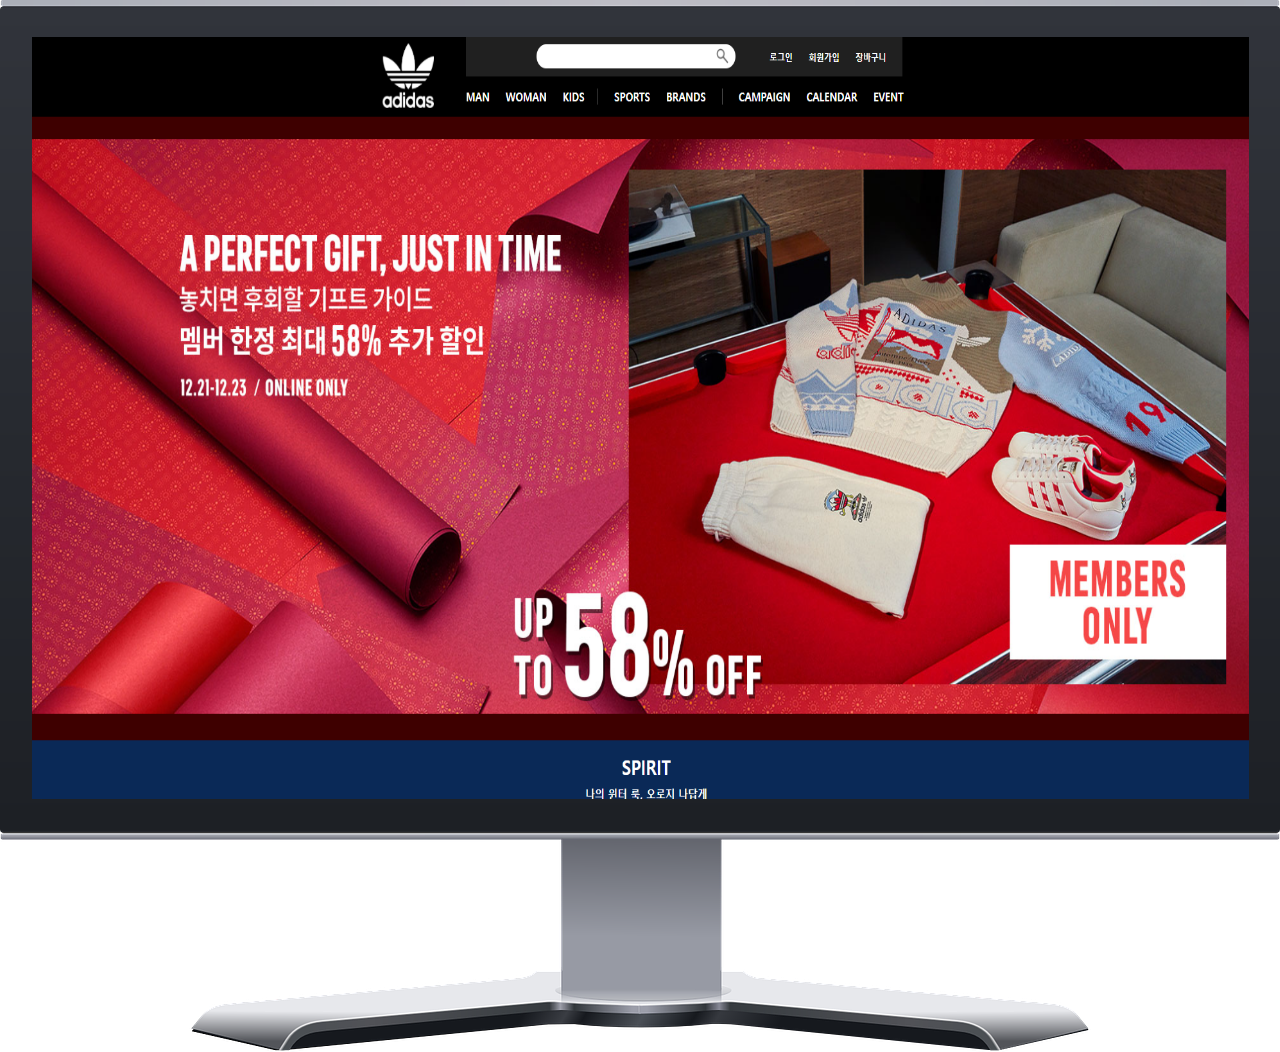 adidas
로그인 회원가입 장바구니
MAN WOMAN KIDS SPORTS BRANDS CAMPAIGN CALENDAR EVENT
A PERFECT GIFT, JUST IN TIME
놓치면 후회할 기프트 가이드
멤버 한정 최대 58% 추가 할인
12.21-12.23 / ONLINE ONLY
ADIDAS
adid
MEMBERS
ONLY
UP
TO 58% OFF
SPIRIT
나의 윈터 룩, 오로지 나답게